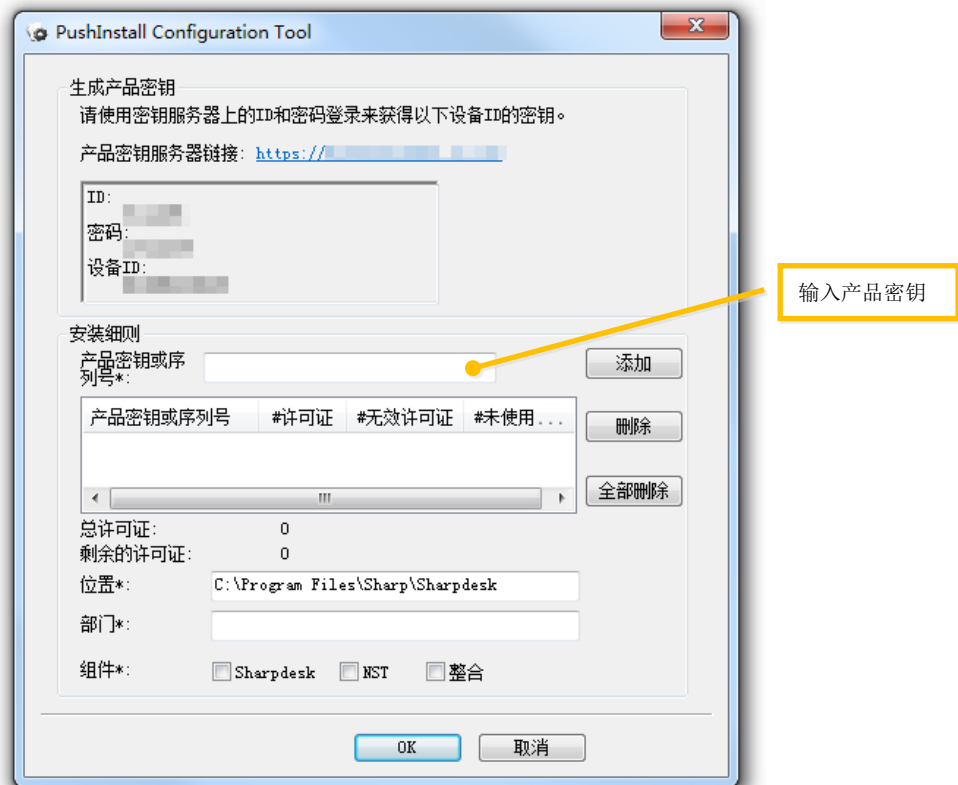 PushInstall Configuration Tool
生成产品密钥
请使用密钥服务器上的ID和密码登录来获得以下设备ID的密钥。
产品密钥服务器链接: https://
ID:
密码:
设备ID:
输入产品密钥
安装细则
产品密钥或序
列号*:
添加
产品密钥或序列号 #许可证 #无效许可证 #未使用...
删除
全部删除
总许可证: 0
剩余的许可证: 0
位置*: C:\Program Files\Sharp\Sharpdesk
部门*:
组件*: Sharpdesk NST 整合
OK 取消